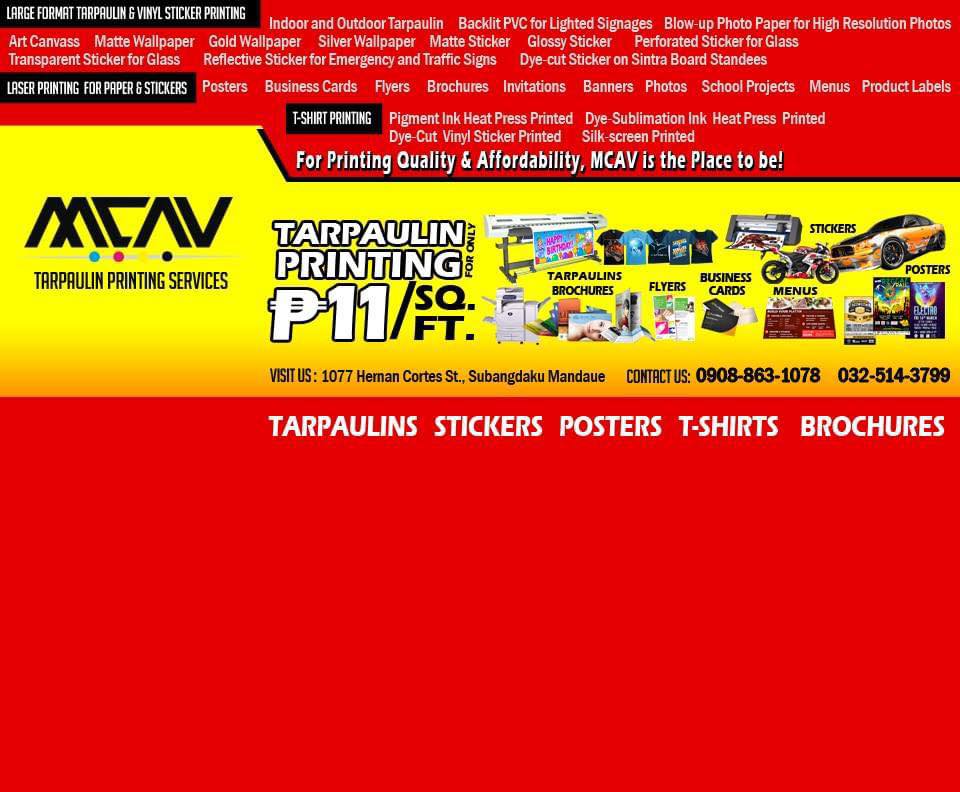 LARGE FORMAT TARPAULIN & VINYL STICKER PRINTING
Indoor and Outdoor Tarpaulin Backlit PVC for Lighted Signages Blow-up Photo Paper for High Resolution Photos
Art Canvass Matte Wallpaper Gold Wallpaper Silver Wallpaper Matte Sticker Glossy Sticker Perforated Sticker for Glass
Transparent Sticker for Glass Reflective Sticker for Emergency and Traffic Signs Dye-cut Sticker on Sintra Board Standees
LASER PRINTING FOR PAPER & STICKERS Posters Business Cards Flyers Brochures Invitations Banners Photos School Projects Menus Product Labels
T-SHIRT PRINTING Pigment Ink Heat Press Printed Dye-Sublimation Ink Heat Press Printed
Dye-Cut Vinyl Sticker Printed Silk-screen Printed
For Printing Quality & Affordability, MCAV is the Place to be!
MCAV
TARPAULIN PRINTING SERVICES
TARPAULIN
PRINTING
FOR ONLY
₱11/SQ.
FT.
HAPPY
BIRTHDAY!
TARPAULINS
STICKERS
BROCHURES
FLYERS
BUSINESS
CARDS
MENUS
POSTERS
ELECTRO
VISIT US : 1077 Hernan Cortes St., Subangdaku Mandaue CONTACT US: 0908-863-1078 032-514-3799
TARPAULINS STICKERS POSTERS T-SHIRTS BROCHURES